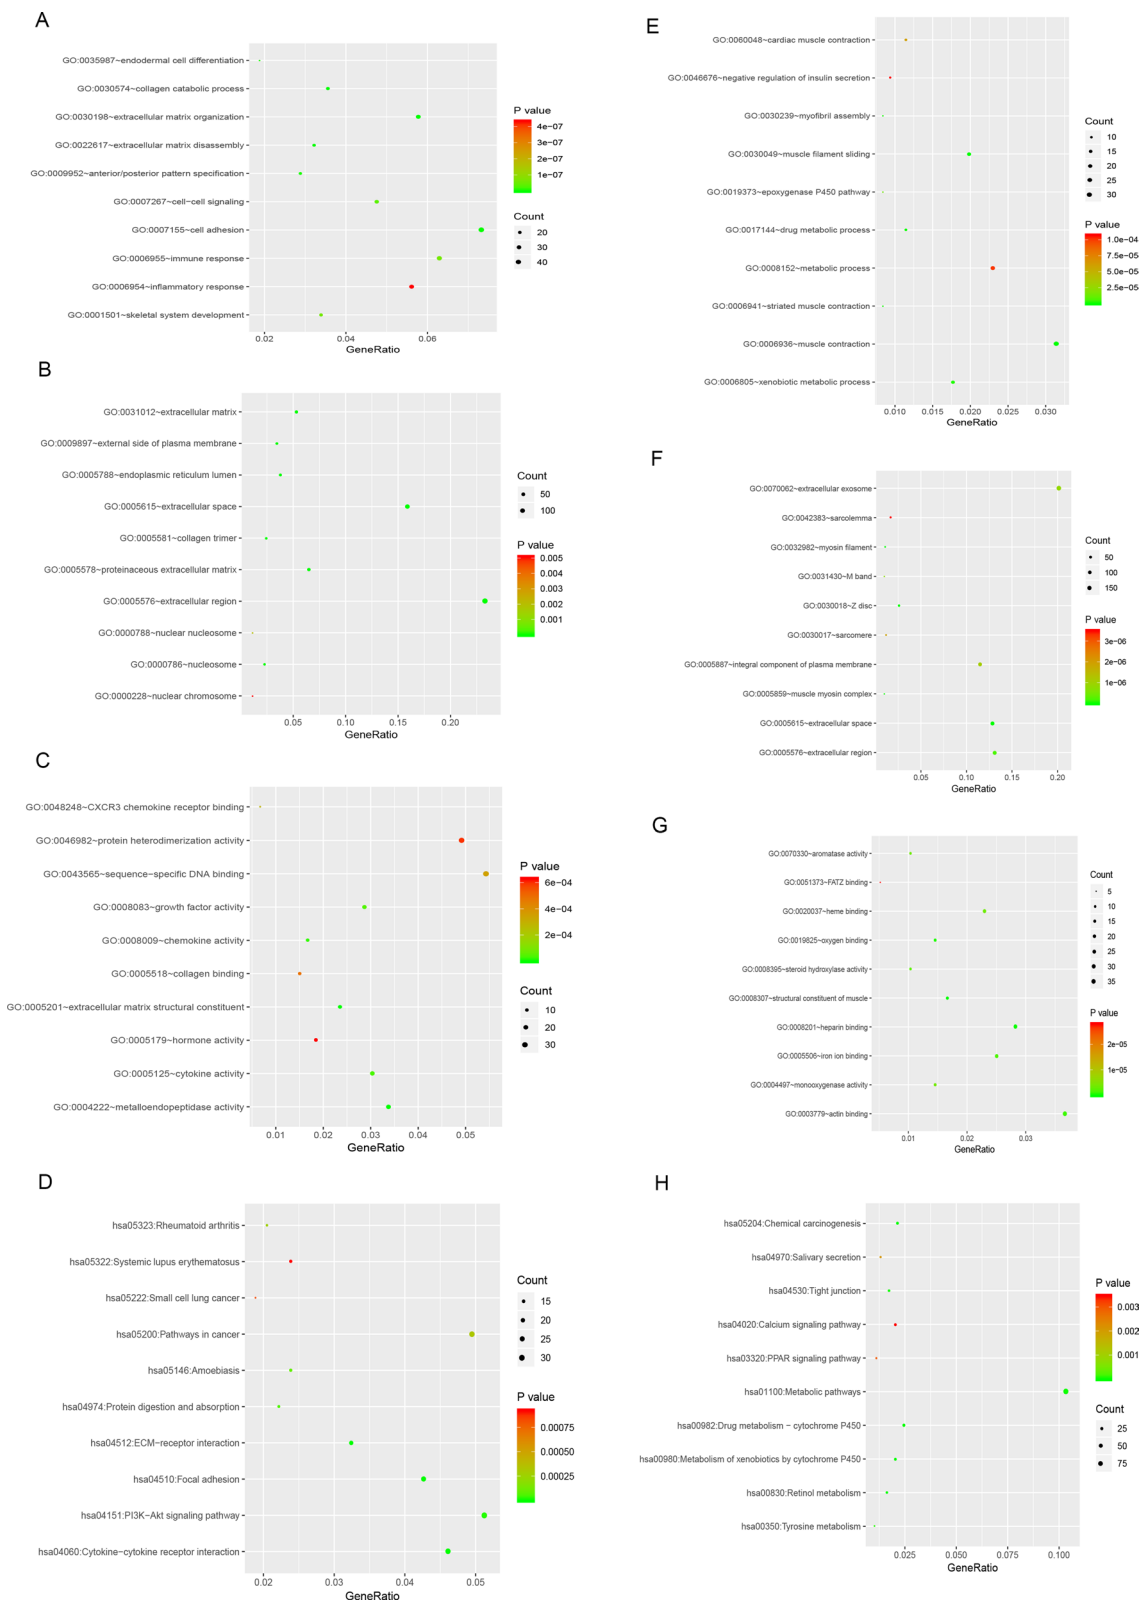 A
GO:0035987~endodermal cell differentiation
GO:0030574~collagen catabolic process
GO:0030198~extracellular matrix organization
GO:0022617~extracellular matrix disassembly
GO:0009952~anterior/posterior pattern specification
GO:0007267~cell−cell signaling
GO:0007155~cell adhesion
GO:0006955~immune response
GO:0006954~inflammatory response
GO:0001501~skeletal system development
0.02 0.04 0.06
GeneRatio
P value
4e−07
3e−07
2e−07
1e−07
Count
20
30
40
B
GO:0031012~extracellular matrix
GO:0009897~external side of plasma membrane
GO:0005788~endoplasmic reticulum lumen
GO:0005615~extracellular space
GO:0005581~collagen trimer
GO:0005578~proteinaceous extracellular matrix
GO:0005576~extracellular region
GO:0000788~nuclear nucleosome
GO:0000786~nucleosome
GO:0000228~nuclear chromosome
0.05 0.10 0.15 0.20
GeneRatio
Count
50
100
P value
0.005
0.004
0.003
0.002
0.001
C
GO:0048248~CXCR3 chemokine receptor binding
GO:0046982~protein heterodimerization activity
GO:0043565~sequence−specific DNA binding
GO:0008083~growth factor activity
GO:0008009~chemokine activity
GO:0005518~collagen binding
GO:0005201~extracellular matrix structural constituent
GO:0005179~hormone activity
GO:0005125~cytokine activity
GO:0004222~metalloendopeptidase activity
0.01 0.02 0.03 0.04 0.05
GeneRatio
P value
6e−04
4e−04
2e−04
Count
10
20
30
D
hsa05323:Rheumatoid arthritis
hsa05322:Systemic lupus erythematosus
hsa05222:Small cell lung cancer
hsa05200:Pathways in cancer
hsa05146:Amoebiasis
hsa04974:Protein digestion and absorption
hsa04512:ECM−receptor interaction
hsa04510:Focal adhesion
hsa04151:PI3K−Akt signaling pathway
hsa04060:Cytokine−cytokine receptor interaction
0.02 0.03 0.04 0.05
GeneRatio
Count
15
20
25
30
P value
0.00075
0.00050
0.00025
E
GO:0060048~cardiac muscle contraction
GO:0046676~negative regulation of insulin secretion
GO:0030239~myofibril assembly
GO:0030049~muscle filament sliding
GO:0019373~epoxygenase P450 pathway
GO:0017144~drug metabolic process
GO:0008152~metabolic process
GO:0006941~striated muscle contraction
GO:0006936~muscle contraction
GO:0006805~xenobiotic metabolic process
0.010 0.015 0.020 0.025 0.030
GeneRatio
Count
10
15
20
25
30
P value
1.0e−04
7.5e−05
5.0e−05
2.5e−05
F
GO:0070062~extracellular exosome
GO:0042383~sarcolemma
GO:0032982~myosin filament
GO:0031430~M band
GO:0030018~Z disc
GO:0030017~sarcomere
GO:0005887~integral component of plasma membrane
GO:0005859~muscle myosin complex
GO:0005615~extracellular space
GO:0005576~extracellular region
0.05 0.10 0.15 0.20
GeneRatio
Count
50
100
150
P value
3e−06
2e−06
1e−06
G
GO:0070330~aromatase activity
GO:0051373~FATZ binding
GO:0020037~heme binding
GO:0019825~oxygen binding
GO:0008395~steroid hydroxylase activity
GO:0008307~structural constituent of muscle
GO:0008201~heparin binding
GO:0005506~iron ion binding
GO:0004497~monooxygenase activity
GO:0003779~actin binding
0.01 0.02 0.03
GeneRatio
Count
5
10
15
20
25
30
35
P value
2e−05
1e−05
H
hsa05204:Chemical carcinogenesis
hsa04970:Salivary secretion
hsa04530:Tight junction
hsa04020:Calcium signaling pathway
hsa03320:PPAR signaling pathway
hsa01100:Metabolic pathways
hsa00982:Drug metabolism − cytochrome P450
hsa00980:Metabolism of xenobiotics by cytochrome P450
hsa00830:Retinol metabolism
hsa00350:Tyrosine metabolism
0.025 0.050 0.075 0.100
GeneRatio
P value
0.003
0.002
0.001
Count
25
50
75